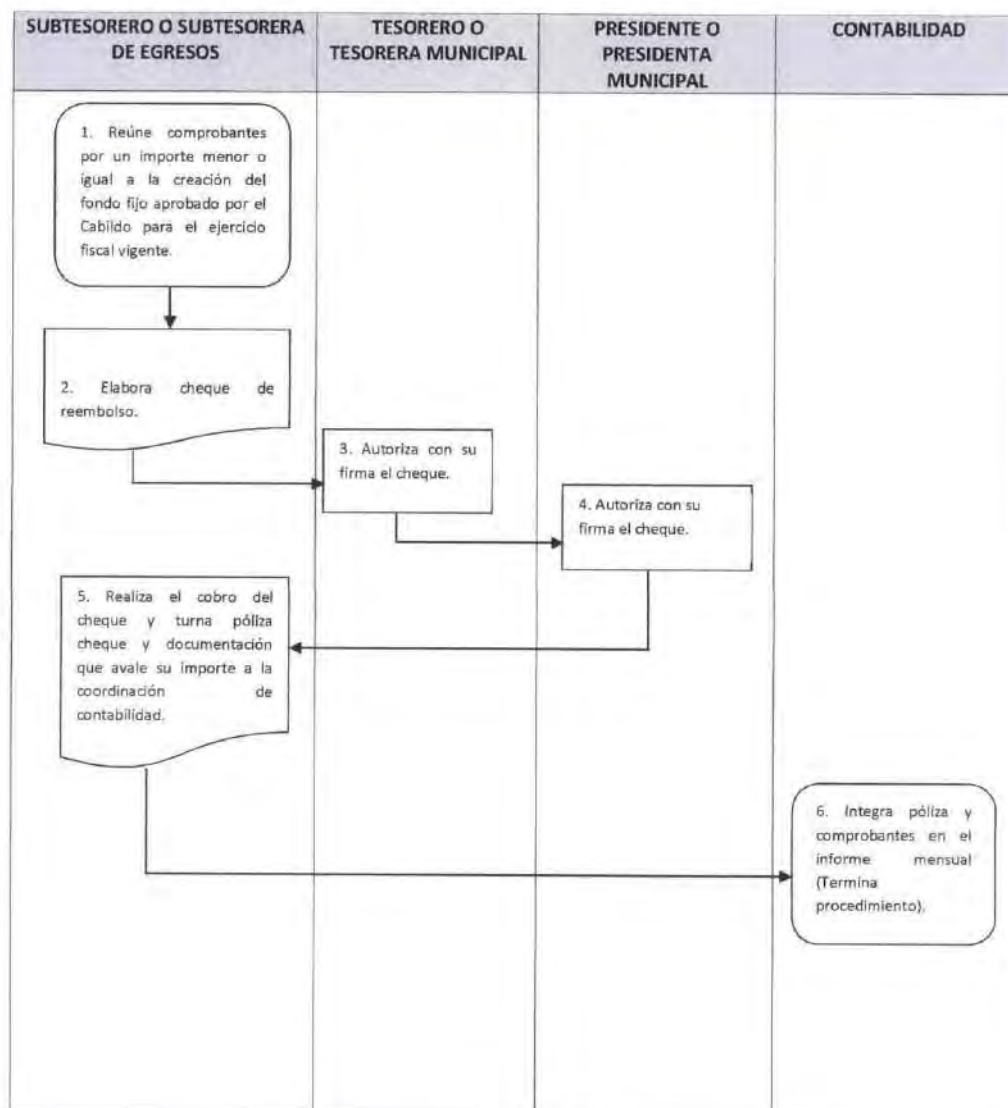 SUBTESORERO O SUBTESORERA
DE EGRESOS
TESORERO O
TESORERA MUNICIPAL
PRESIDENTE O
PRESIDENTA
MUNICIPAL
CONTABILIDAD
1. Reúne comprobantes
por un importe menor o
igual a la creación del
fondo fijo aprobado por el
Cabildo para el ejercicio
fiscal vigente.
2. Elabora cheque de
reembolso.
3. Autoriza con su
firma el cheque.
4. Autoriza con su
firma el cheque.
5. Realiza el cobro del
cheque y turna póliza
cheque y documentación
que avale su importe a la
coordinación de
contabilidad.
6. Integra póliza y
comprobantes en el
informe mensual
(Termina
procedimiento).